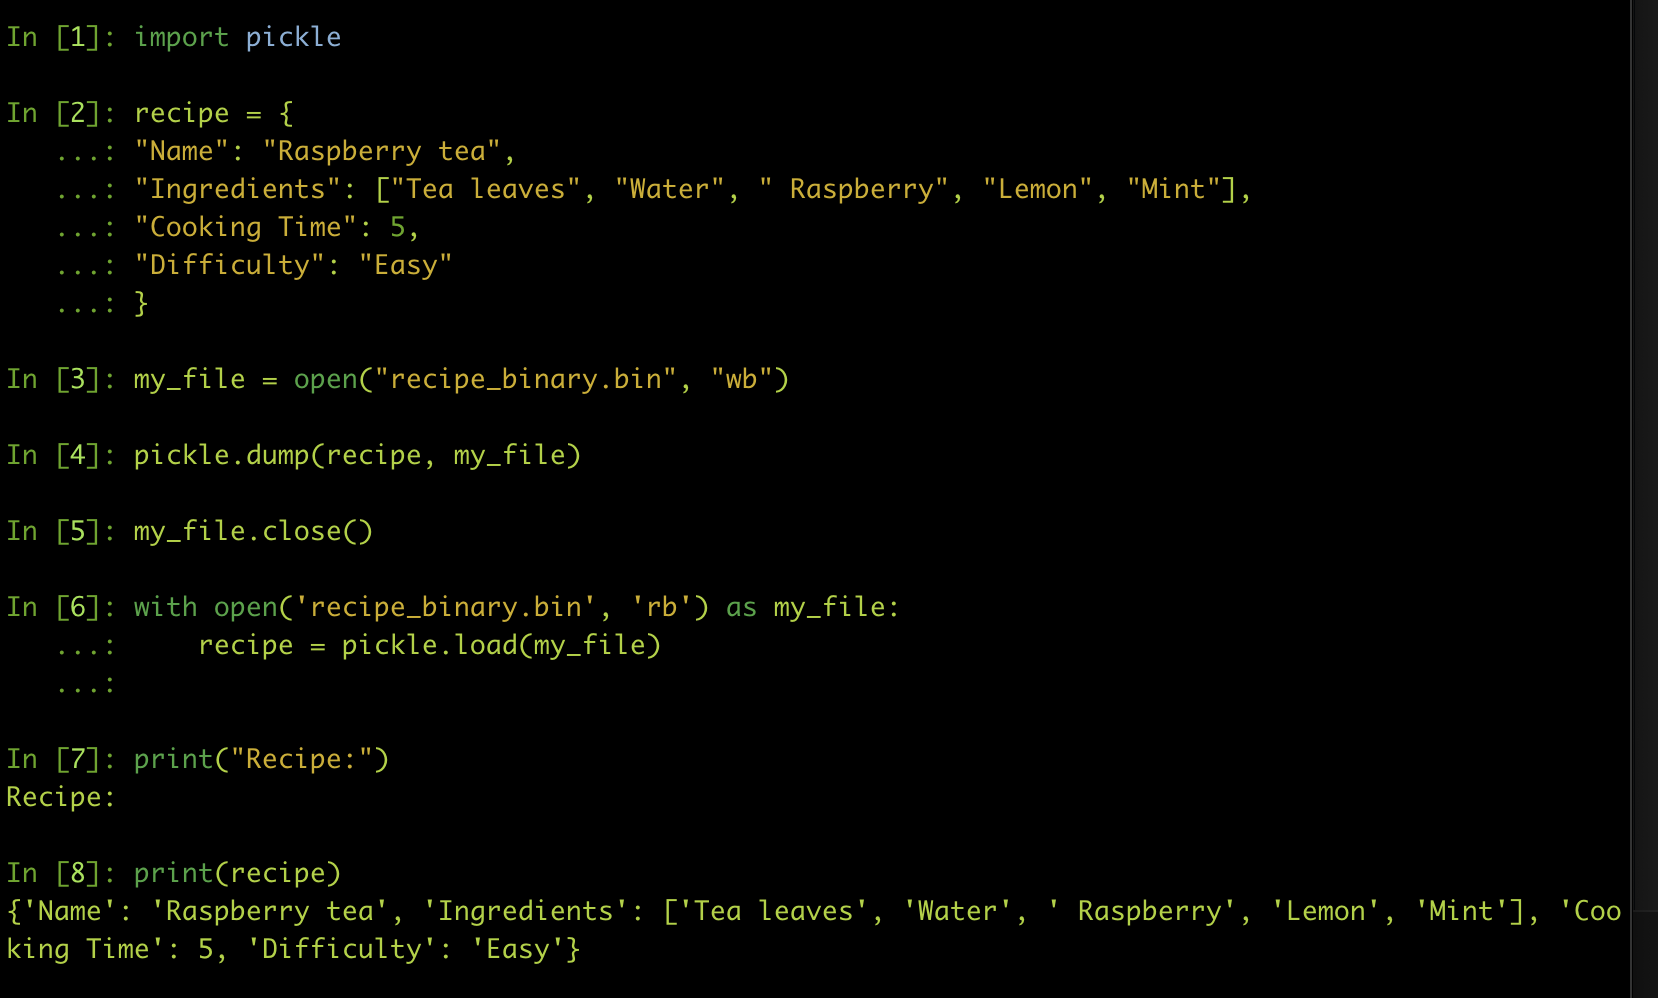 In [1]: import pickle
In [2]: recipe = {
   ...: "Name": "Raspberry tea",
   ...: "Ingredients": ["Tea leaves", "Water", " Raspberry", "Lemon", "Mint"],
   ...: "Cooking Time": 5,
   ...: "Difficulty": "Easy"
   ...: }
In [3]: my_file = open("recipe_binary.bin", "wb")
In [4]: pickle.dump(recipe, my_file)
In [5]: my_file.close()
In [6]: with open('recipe_binary.bin', 'rb') as my_file:
   ...:     recipe = pickle.load(my_file)
   ...:
In [7]: print("Recipe:")
Recipe:
In [8]: print(recipe)
{'Name': 'Raspberry tea', 'Ingredients': ['Tea leaves', 'Water', ' Raspberry', 'Lemon', 'Mint'], 'Coo
king Time': 5, 'Difficulty': 'Easy'}